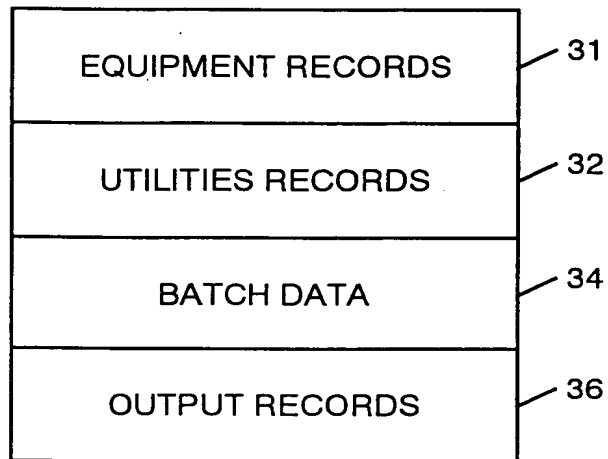 EQUIPMENT RECORDS 31
UTILITIES RECORDS 32
BATCH DATA 34
OUTPUT RECORDS 36